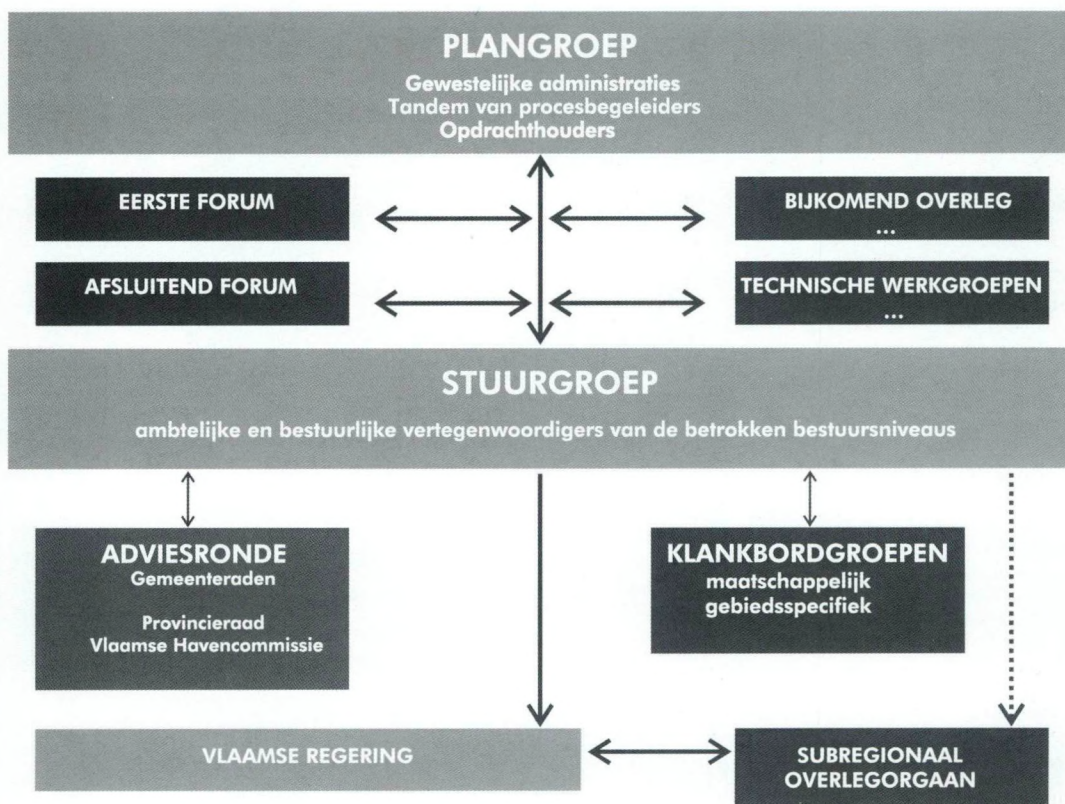 PLANGROEP
Gewestelijke administraties
Tandem van procesbegeleiders
Opdrachthouders
EERSTE FORUM
BIJKOMEND OVERLEG
...
AFSLUITEND FORUM
TECHNISCHE WERKGROEPEN
...
STUURGROEP
ambtelijke en bestuurlijke vertegenwoordigers van de betrokken bestuursniveaus
ADVIESRONDE
Gemeenteraden
Provincieraad
Vlaamse Havencommissie
KLANKBORDGROEPEN
maatschappelijk
gebiedsspecifiek
VLAAMSE REGERING
SUBREGIONAAL
OVERLEGORGAAN